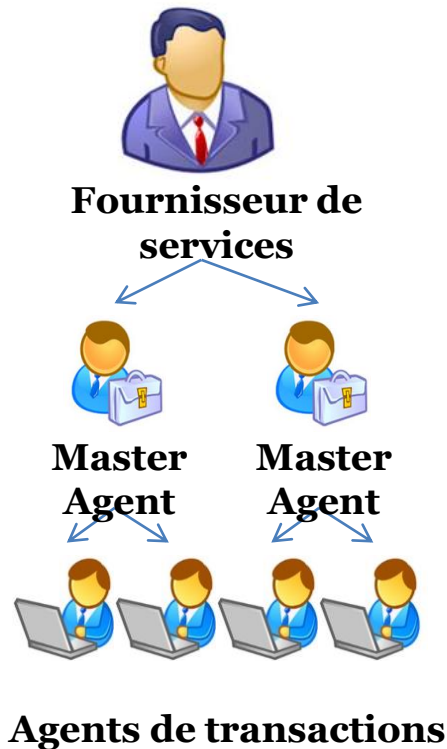 Fournisseur de
services
Master Master
Agent Agent
Agents de transactions